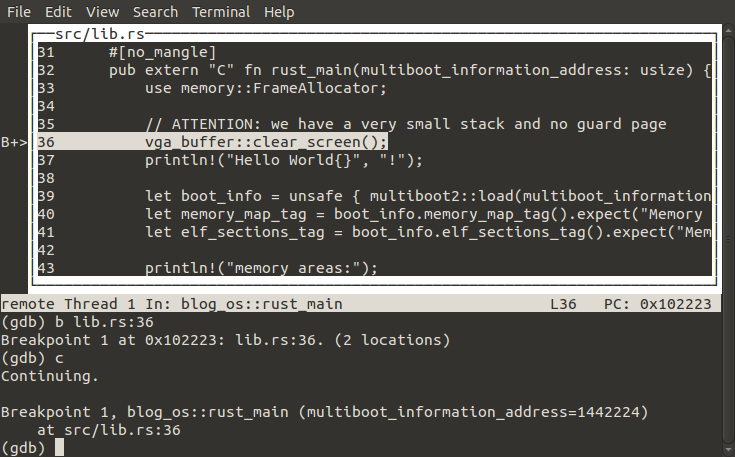 File Edit View Search Terminal Help
src/lib.rs
31 #[no_mangle]
32 pub extern "C" fn rust_main(multiboot_information_address: usize) {
33 use memory::FrameAllocator;
34
35 // ATTENTION: we have a very small stack and no guard page
B+> 36 vga_buffer::clear_screen();
37 println!("Hello World{}", "!");
38
39 let boot_info = unsafe { multiboot2::load(multiboot_information
40 let memory_map_tag = boot_info.memory_map_tag().expect("Memory
41 let elf_sections_tag = boot_info.elf_sections_tag().expect("Mem
42
43 println!("memory areas:");
remote Thread 1 In: blog_os::rust_main L36 PC: 0x102223
(gdb) b lib.rs:36
Breakpoint 1 at 0x102223: lib.rs:36. (2 locations)
(gdb) c
Continuing.
Breakpoint 1, blog_os::rust_main (multiboot_information_address=1442224)
at src/lib.rs:36
(gdb)